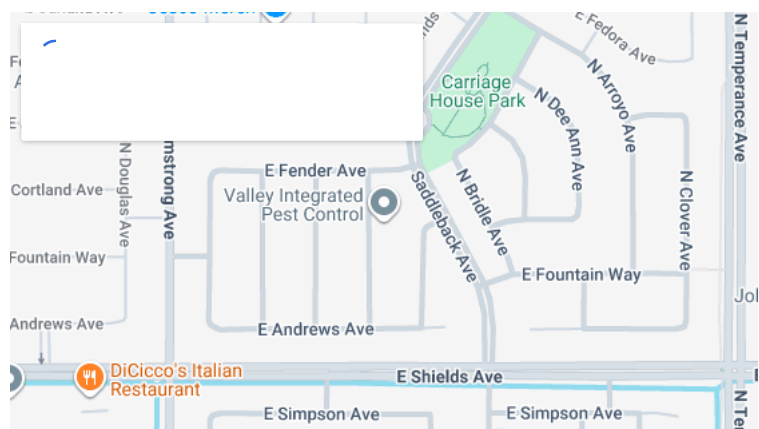 E Fedora Ave
N Temperance Ave
Carriage
House Park
N Arroyo Ave
N Dee Ann Ave
N Douglas Ave
E Fender Ave
Cortland Ave
Valley Integrated
Pest Control
Saddleback Ave
N Bridle Ave
N Clover Ave
Fountain Way
E Fountain Way
Andrews Ave
E Andrews Ave
DiCicco's Italian
Restaurant
E Shields Ave
E Simpson Ave
E Simpson Ave